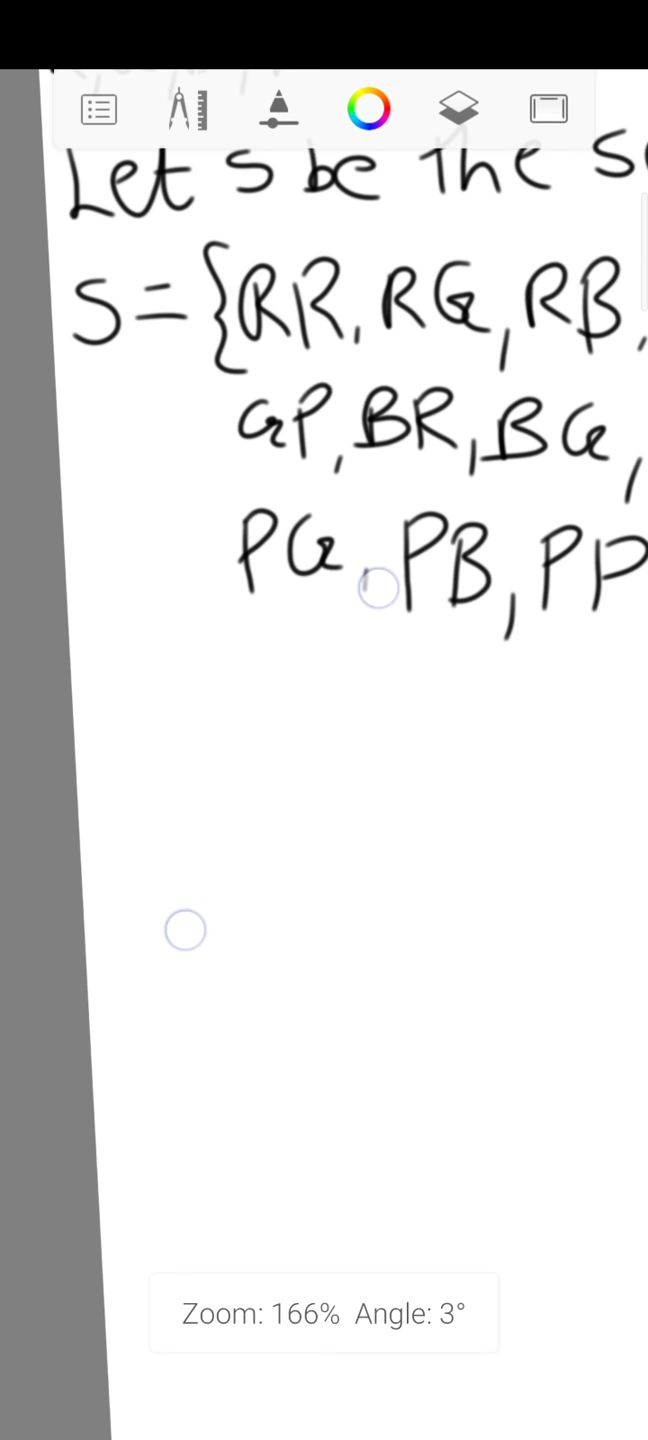 Let S be the S
S={RR, RG, RB,
GP, BR, BG,
PG, PB, PP
Zoom: 166% Angle: 3°